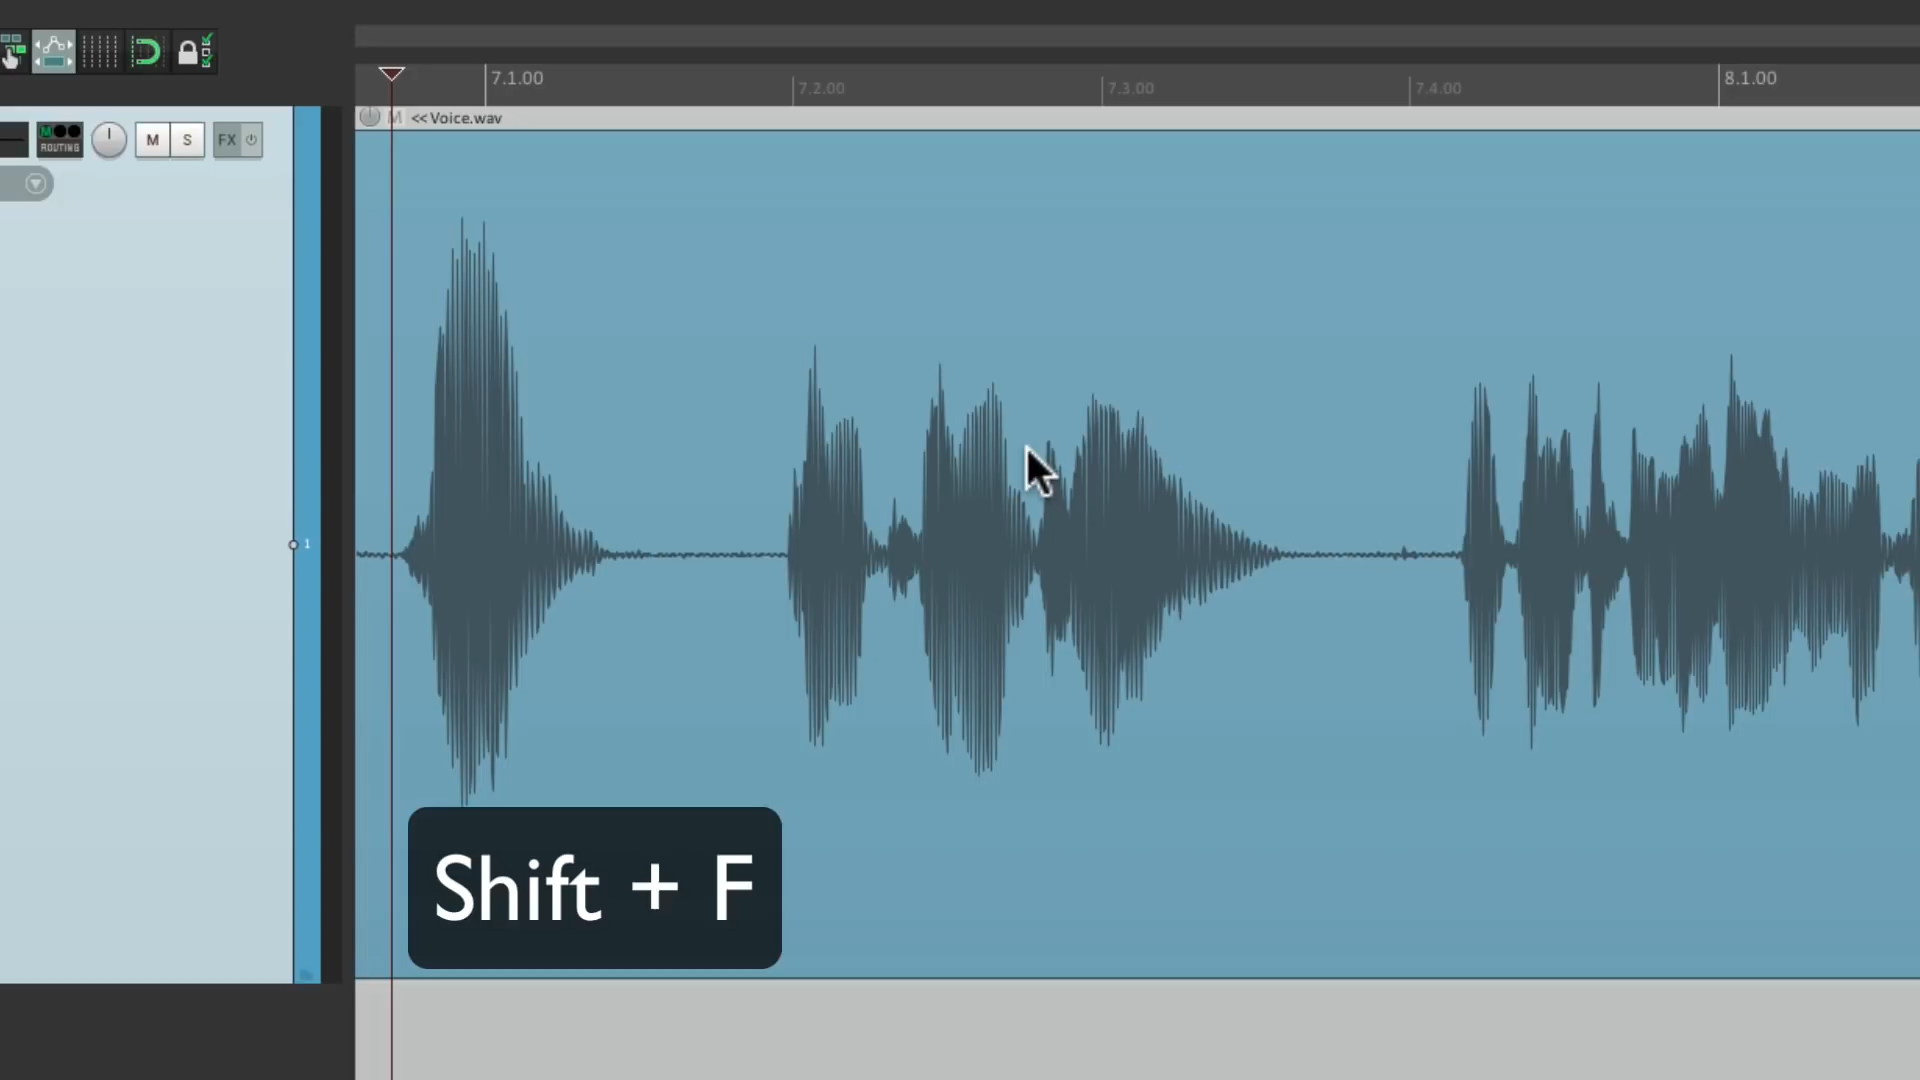 7.1.00
7.2.00
7.3.00
7.4.00
8.1.00
M << Voice.wav
M
ROUTING
M S FX
1
Shift + F